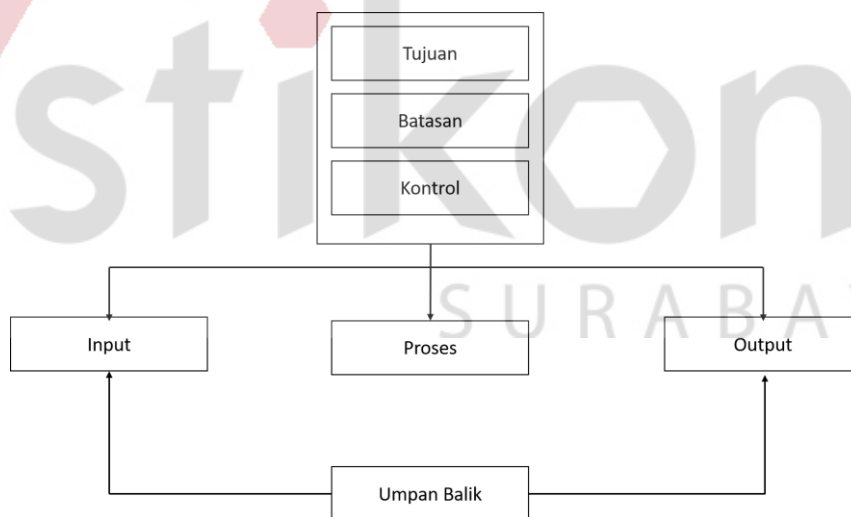 Tujuan
Batasan
Kontrol
stikom
SURABAYA
Input
Proses
Output
Umpan Balik